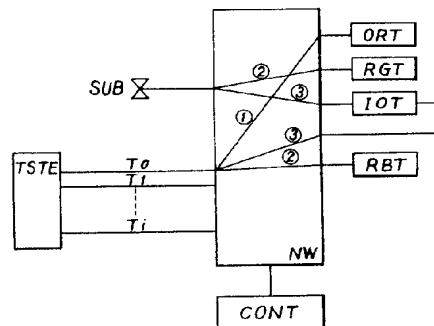 ORT
② RGT
SUB
③ IOT
①
③
TSTE To
② RBT
T1
Ti
NW
CONT